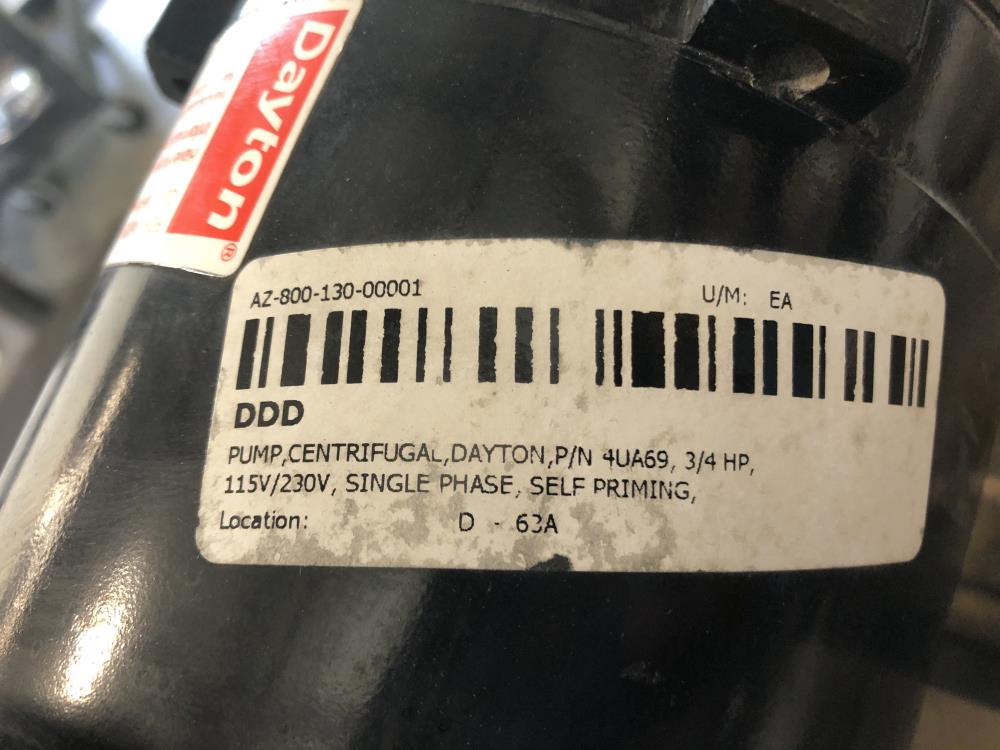 Dayton®
AZ-800-130-00001
U/M: EA
DDD
PUMP,CENTRIFUGAL,DAYTON,P/N 4UA69, 3/4 HP,
115V/230V, SINGLE PHASE, SELF PRIMING,
Location: D - 63A